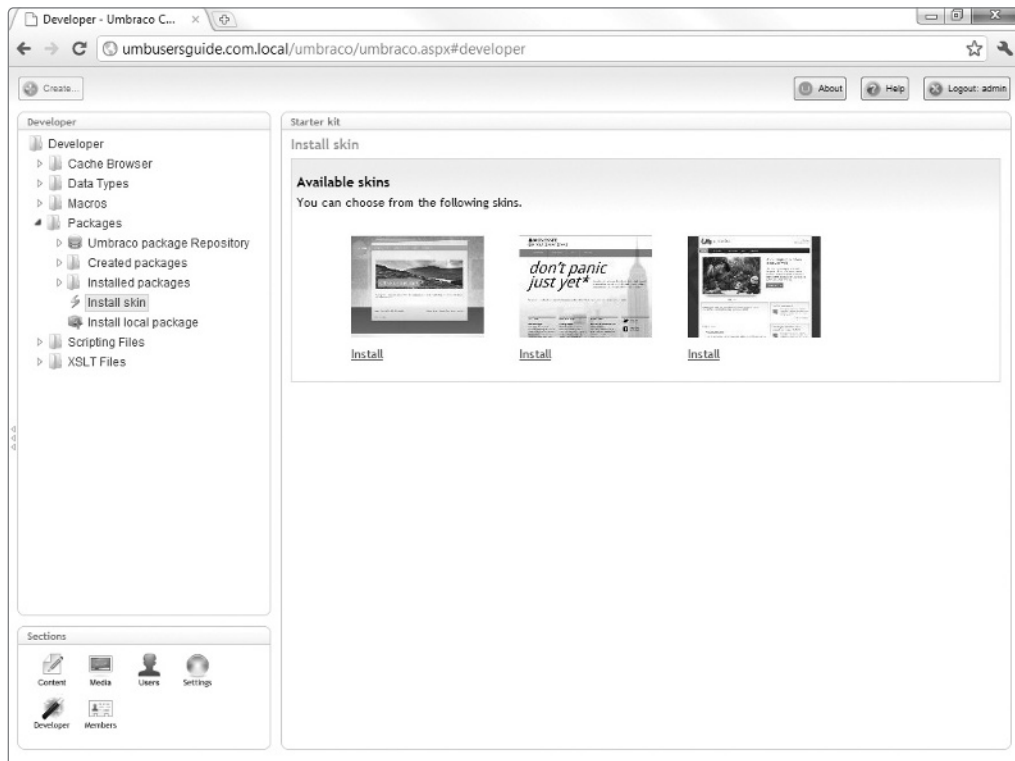 Developer - Umbraco C...
umbusersguide.com.local/umbraco/umbraco.aspx#developer
Create...
About
Help
Logout: admin
Developer
Developer
Cache Browser
Data Types
Macros
Packages
Umbraco package Repository
Created packages
Installed packages
Install skin
Install local package
Scripting Files
XSLT Files
Starter kit
Install skin
Available skins
You can choose from the following skins.
don't panic
just yet*
Install
Install
Install
Sections
Content
Media
Users
Settings
Developer
Members